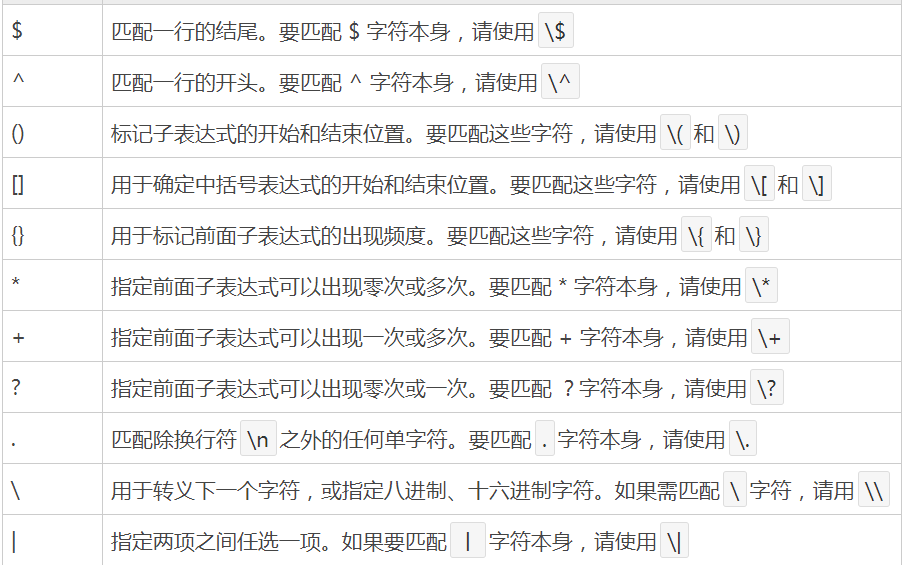 $ 匹配一行的结尾。要匹配 $ 字符本身，请使用 \$
^ 匹配一行的开头。要匹配 ^ 字符本身，请使用 \^
() 标记子表达式的开始和结束位置。要匹配这些字符，请使用 \( 和 \)
[] 用于确定中括号表达式的开始和结束位置。要匹配这些字符，请使用 \[ 和 \]
{} 用于标记前面子表达式的出现频度。要匹配这些字符，请使用 \{ 和 \}
* 指定前面子表达式可以出现零次或多次。要匹配 * 字符本身，请使用 \*
+ 指定前面子表达式可以出现一次或多次。要匹配 + 字符本身，请使用 \+
? 指定前面子表达式可以出现零次或一次。要匹配 ？字符本身，请使用 \?
. 匹配除换行符 \n 之外的任何单字符。要匹配 . 字符本身，请使用 \.
\ 用于转义下一个字符，或指定八进制、十六进制字符。如果需匹配 \ 字符，请用 \\
| 指定两项之间任选一项。如果要匹配 | 字符本身，请使用 \|